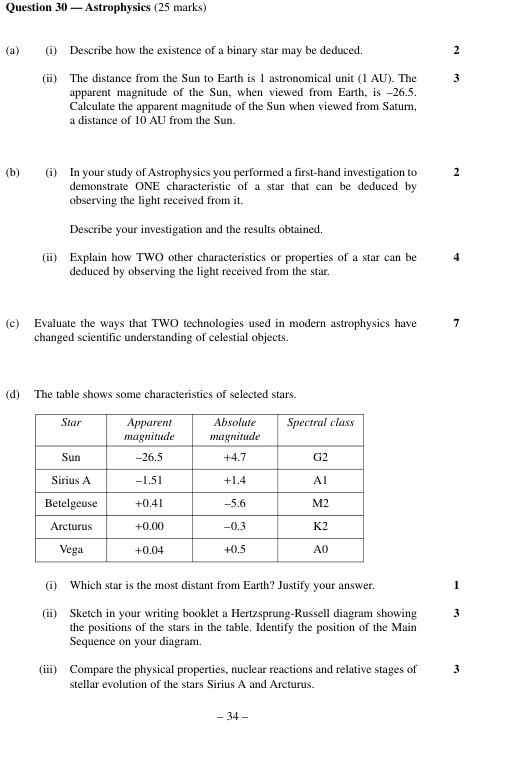 Question 30 — Astrophysics (25 marks)
(a) (i) Describe how the existence of a binary star may be deduced. 2
(ii) The distance from the Sun to Earth is 1 astronomical unit (1 AU). The 3
apparent magnitude of the Sun, when viewed from Earth, is –26.5.
Calculate the apparent magnitude of the Sun when viewed from Saturn,
a distance of 10 AU from the Sun.
(b) (i) In your study of Astrophysics you performed a first-hand investigation to 2
demonstrate ONE characteristic of a star that can be deduced by
observing the light received from it.
Describe your investigation and the results obtained.
(ii) Explain how TWO other characteristics or properties of a star can be 4
deduced by observing the light received from the star.
(c) Evaluate the ways that TWO technologies used in modern astrophysics have 7
changed scientific understanding of celestial objects.
(d) The table shows some characteristics of selected stars.
Star Apparent Absolute Spectral class
magnitude magnitude
Sun –26.5 +4.7 G2
Sirius A –1.51 +1.4 A1
Betelgeuse +0.41 –5.6 M2
Arcturus +0.00 –0.3 K2
Vega +0.04 +0.5 A0
(i) Which star is the most distant from Earth? Justify your answer. 1
(ii) Sketch in your writing booklet a Hertzsprung-Russell diagram showing 3
the positions of the stars in the table. Identify the position of the Main
Sequence on your diagram.
(iii) Compare the physical properties, nuclear reactions and relative stages of 3
stellar evolution of the stars Sirius A and Arcturus.
– 34 –